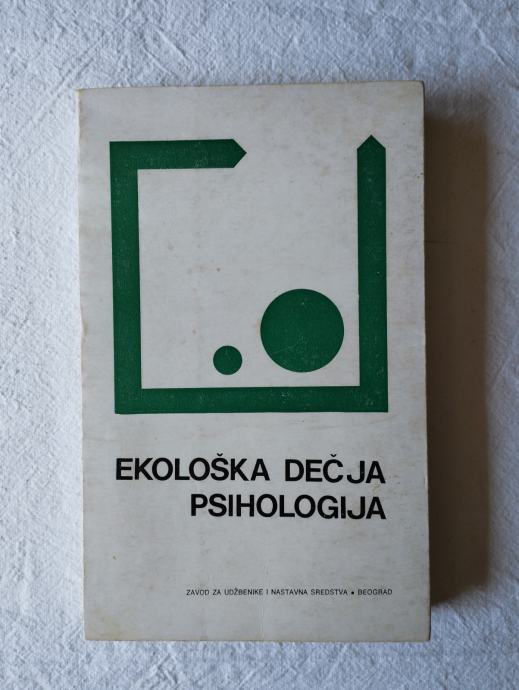 EKOLOŠKA DEČJA
PSIHOLOGIJA
ZAVOD ZA UDŽBENIKE I NASTAVNA SREDSTVA • BEOGRAD